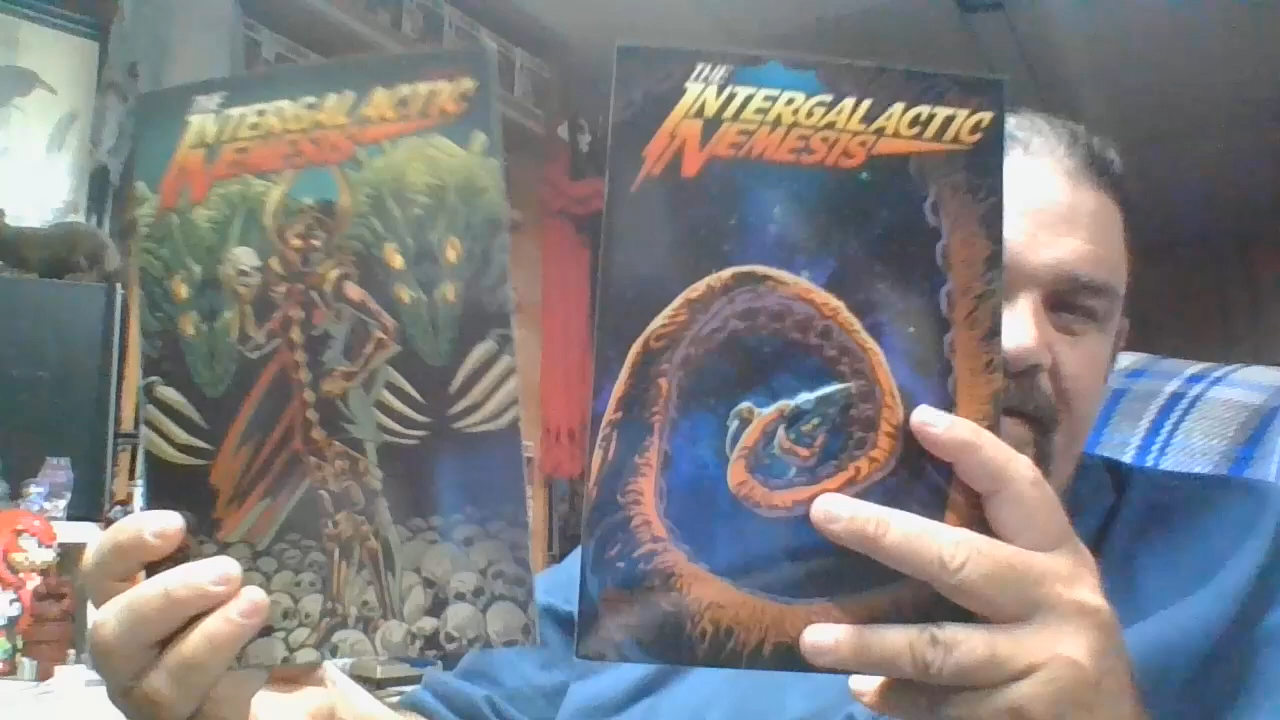 THE
INTERGALACTIC
NEMESIS
THE
INTERGALACTIC
NEMESIS